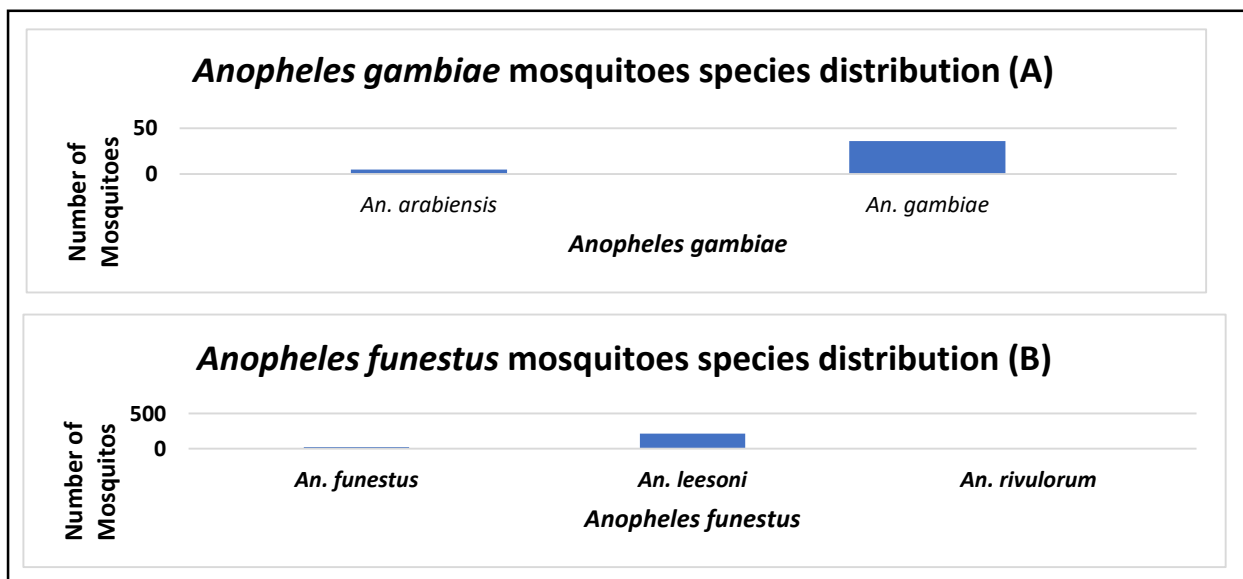 Anopheles gambiae mosquitoes species distribution (A)
Number of
Mosquitoes
50
0
An. arabiensis
An. gambiae
Anopheles gambiae
Anopheles funestus mosquitoes species distribution (B)
Number of
Mosquitos
500
0
An. funestus
An. leesoni
An. rivulorum
Anopheles funestus